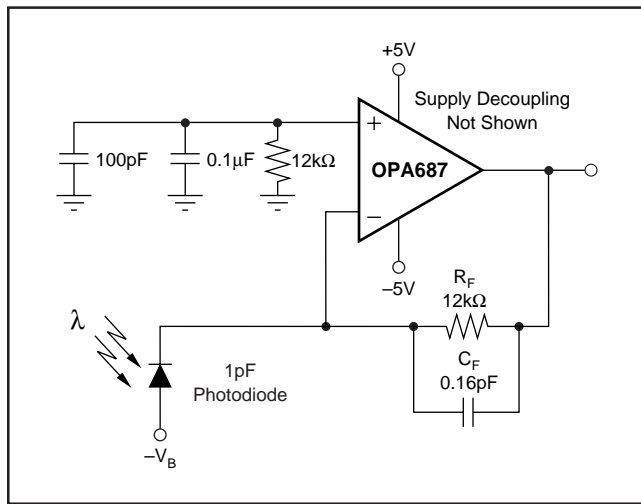 +5V
Supply Decoupling
Not Shown
+
OPA687
−
100pF
0.1µF
12kΩ
−5V
R_F
12kΩ
C_F
0.16pF
λ
1pF
Photodiode
−V_B